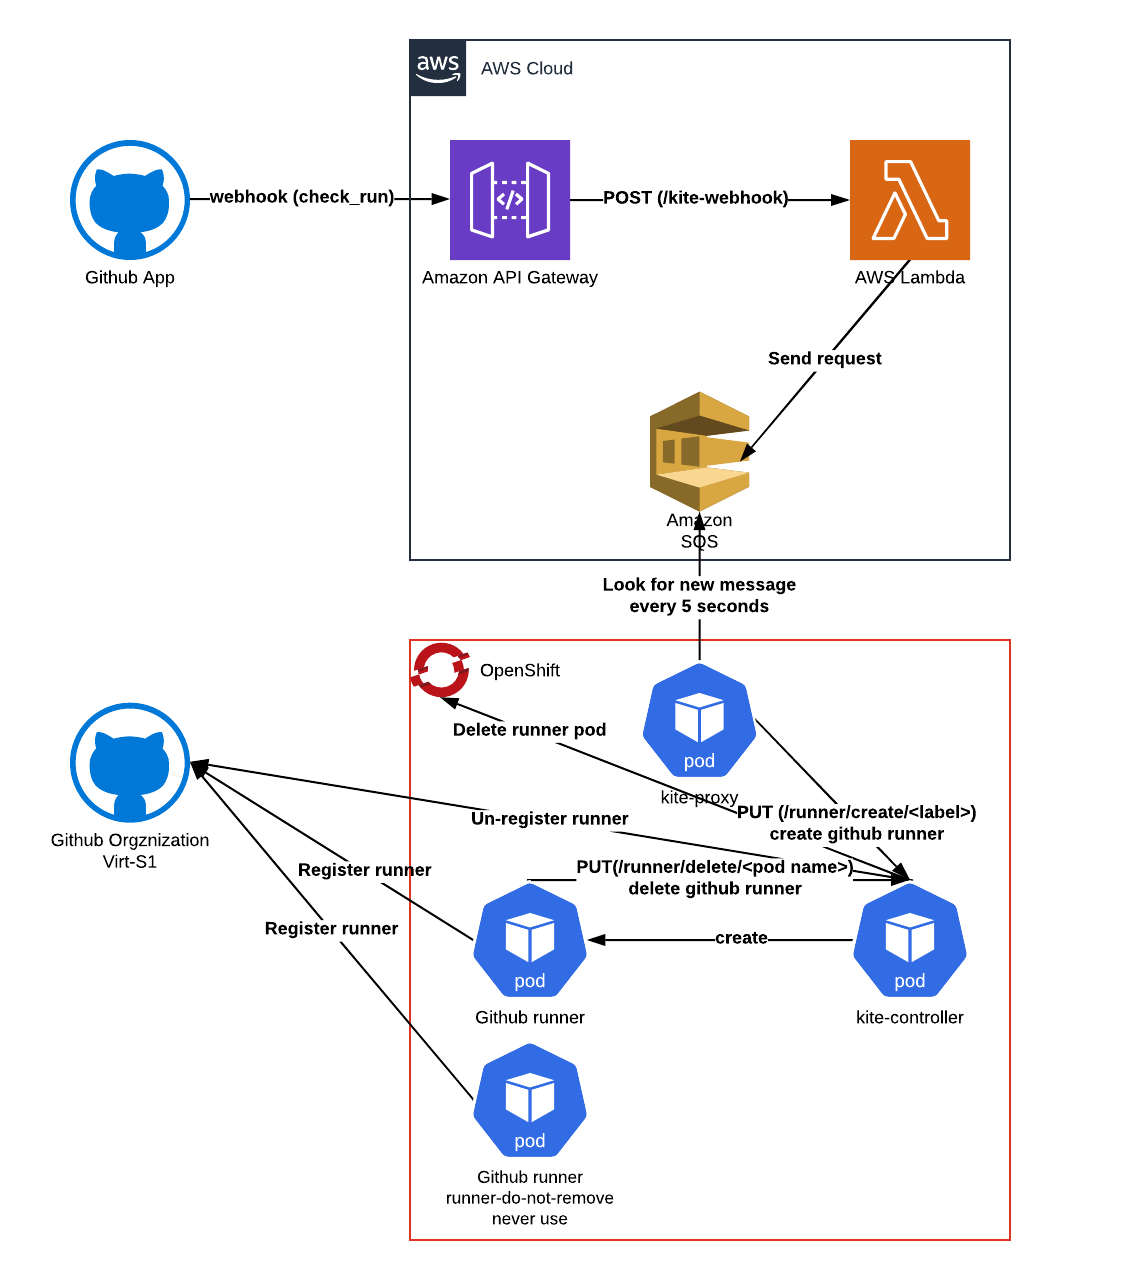 aws
AWS Cloud
webhook (check_run)
POST (/kite-webhook)
Github App
Amazon API Gateway
AWS Lambda
Send request
Amazon
SQS
Look for new message
every 5 seconds
OpenShift
Delete runner pod
pod
kite-proxy
PUT (/runner/create/<label>)
create github runner
Un-register runner
Github Orgznization
Virt-S1
PUT(/runner/delete/<pod name>)
delete github runner
Register runner
Register runner
create
pod
pod
Github runner
kite-controller
pod
Github runner
runner-do-not-remove
never use